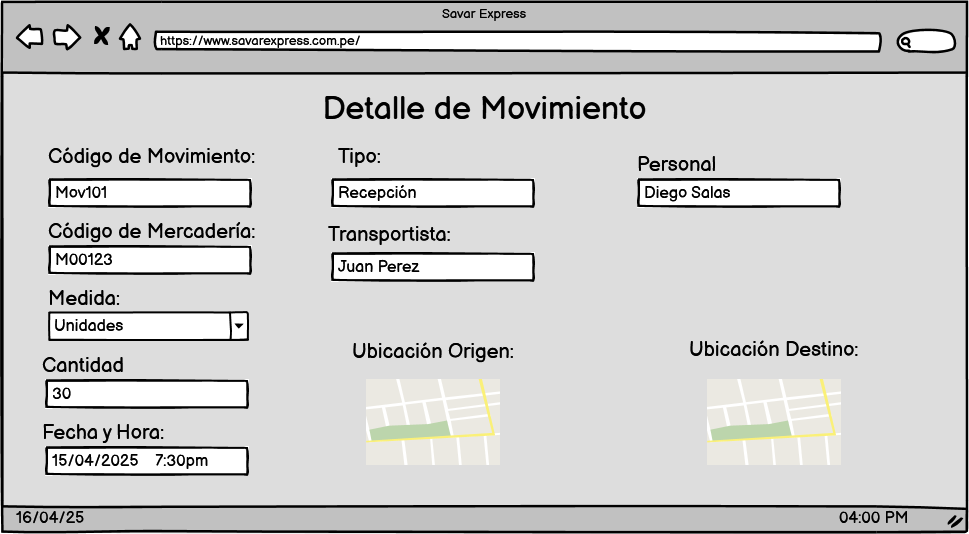 Savar Express
https://www.savarexpress.com.pe/
Detalle de Movimiento
Código de Movimiento:
Mov101
Tipo:
Recepción
Personal
Diego Salas
Código de Mercadería:
M00123
Transportista:
Juan Perez
Medida:
Unidades
Cantidad
30
Fecha y Hora:
15/04/2025 7:30pm
Ubicación Origen:
Ubicación Destino:
16/04/25
04:00 PM